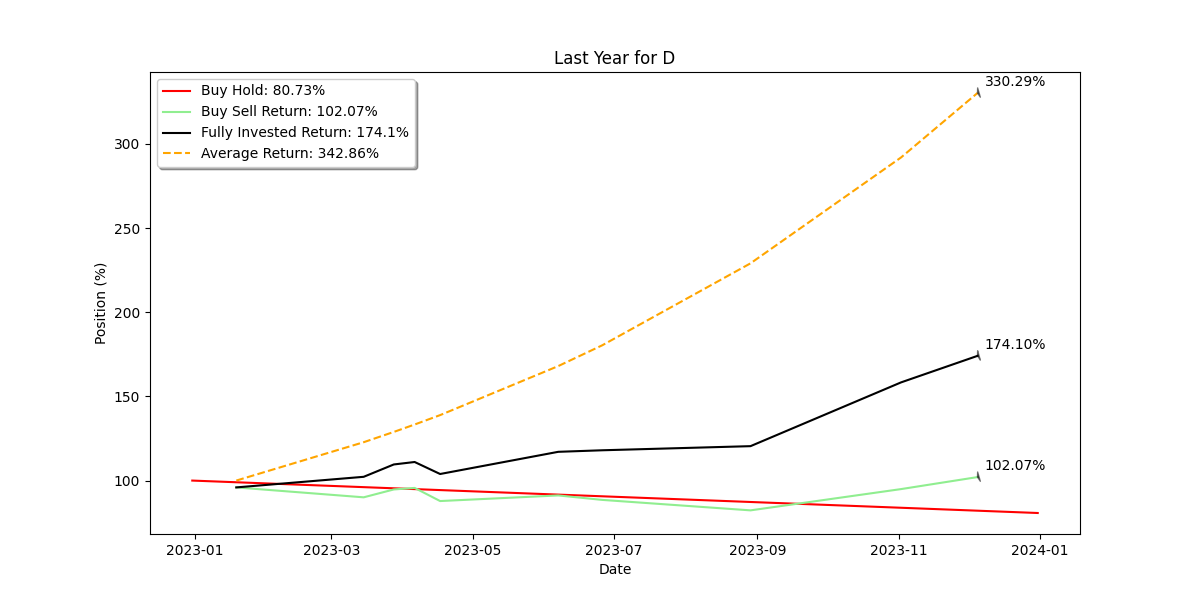 Last Year for D
Buy Hold: 80.73%
Buy Sell Return: 102.07%
Fully Invested Return: 174.1%
Average Return: 342.86%
330.29%
174.10%
102.07%
Position (%)
300
250
200
150
100
2023-01
2023-03
2023-05
2023-07
2023-09
2023-11
2024-01
Date